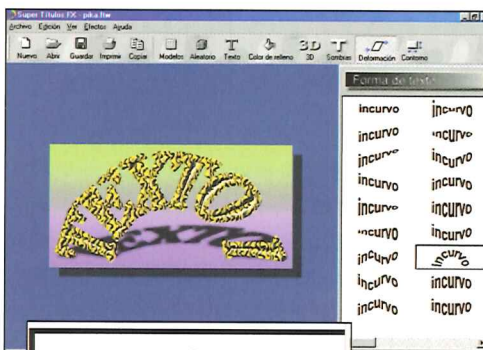 Super Títulos FX - pika.ftw
Archivo Edición Ver Efectos Ayuda
Nuevo Abrir Guardar Imprimir Copiar Modelos Aleatorio Texto Color de relleno 3D Sombras Deformación Contorno
Forma de texto
TEXTO
TEXTO
incurvo incurvo
incurvo incurvo
incurvo incurvo
incurvo incurvo
incurvo incurvo
incurvo incurvo
incurvo incurvo
incurvo incurvo
incurvo incurvo